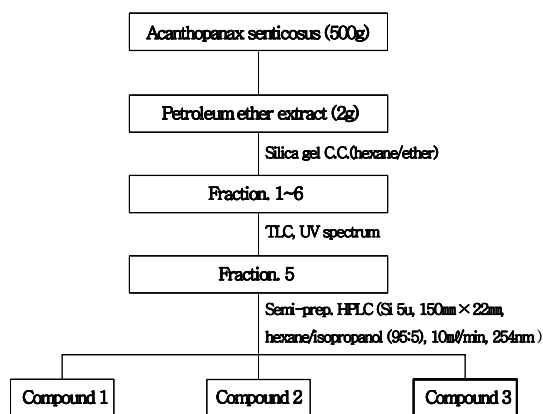 Acanthopanax senticosus (500g)
Petroleum ether extract (2g)
Silica gel C.C.(hexane/ether)
Fraction. 1~6
TLC, UV spectrum
Fraction. 5
Semi-prep. HPLC (Si 5u, 150㎜×22㎜,
hexane/isopropanol (95:5), 10㎖/min, 254nm)
Compound 1
Compound 2
Compound 3